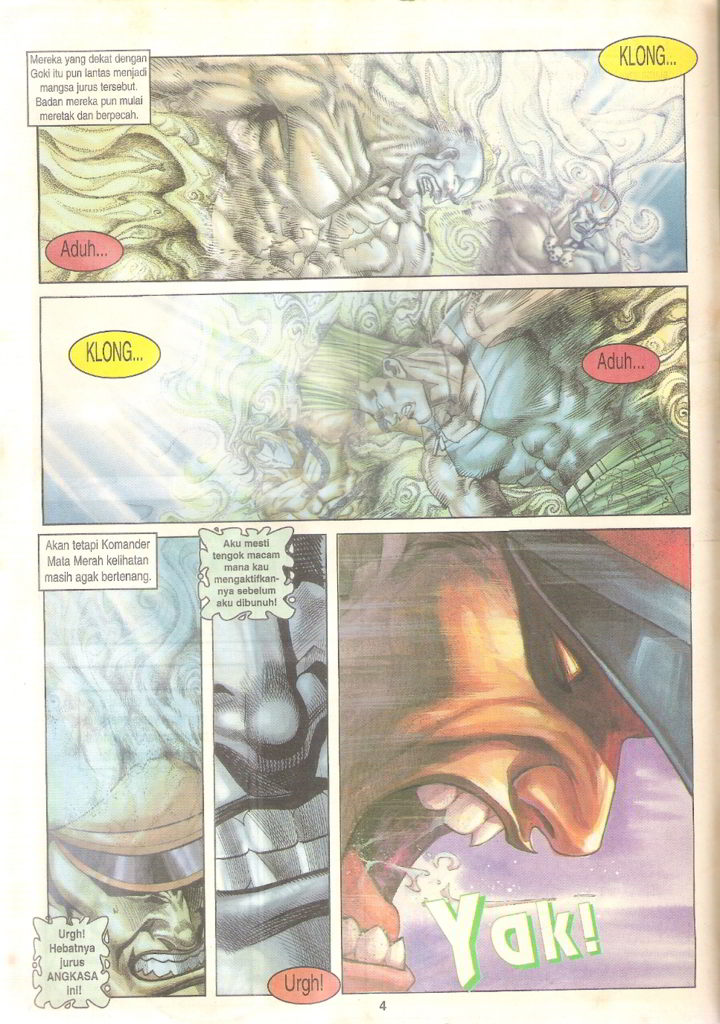 Mereka yang dekat dengan
Goki itu pun lantas menjadi
mangsa jurus tersebut.
Badan mereka pun mulai
meretak dan berpecah.
KLONG...
Aduh...
KLONG...
Aduh...
Akan tetapi Komander
Mata Merah kelihatan
masih agak bertenang.
Aku mesti
tengok macam
mana kau
mengaktifkan-
nya sebelum
aku dibunuh!
Urgh!
Hebatnya
jurus
ANGKASA
ini!
Urgh!
Yak!
4